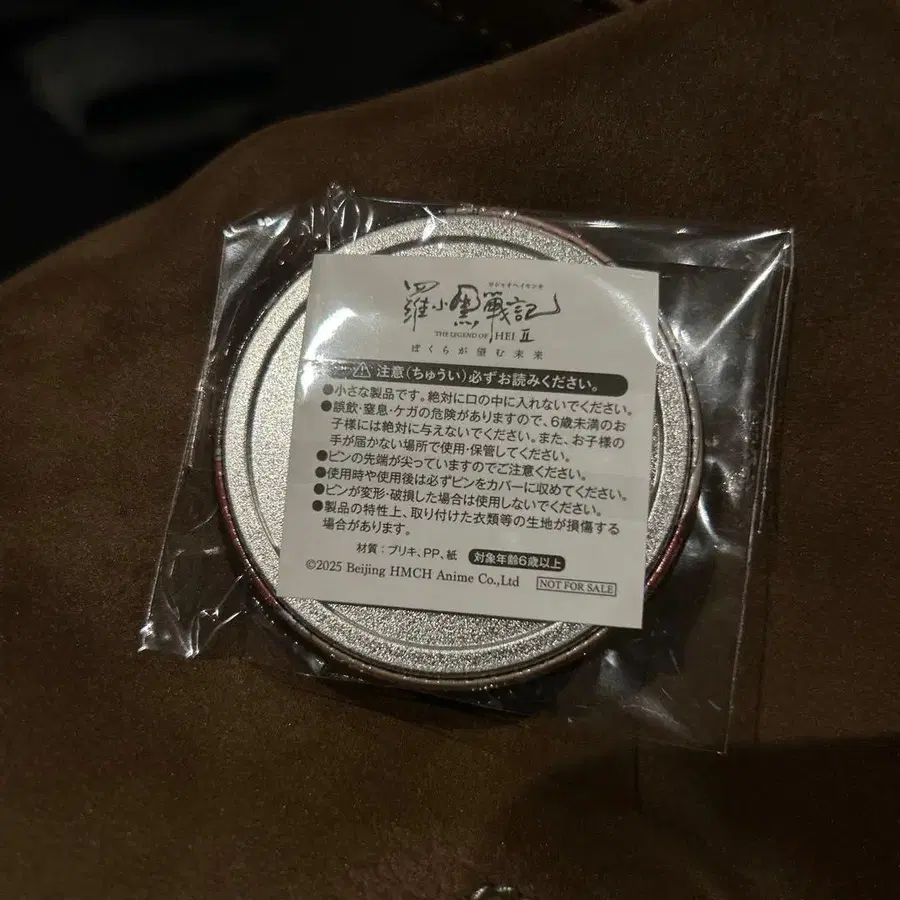 ロシャオヘイセンキ
羅小黒戦記
THE LEGEND OF HEI II
ぼくらが望む未来
注意(ちゅうい)必ずお読みください。
●小さな製品です。絶対に口の中に入れないでください。
●誤飲・窒息・ケガの危険がありますので、6歳未満のお
子様には絶対に与えないでください。また、お子様の
手が届かない場所で使用・保管してください。
●ピンの先端が尖っていますのでご注意ください。
●使用時や使用後は必ずピンをカバーに収めてください。
●ピンが変形・破損した場合は使用しないでください。
●製品の特性上、取り付けた衣類等の生地が損傷する
場合があります。
材質:ブリキ、PP、紙 対象年齢6歳以上
©2025 Beijing HMCH Anime Co.,Ltd NOT FOR SALE